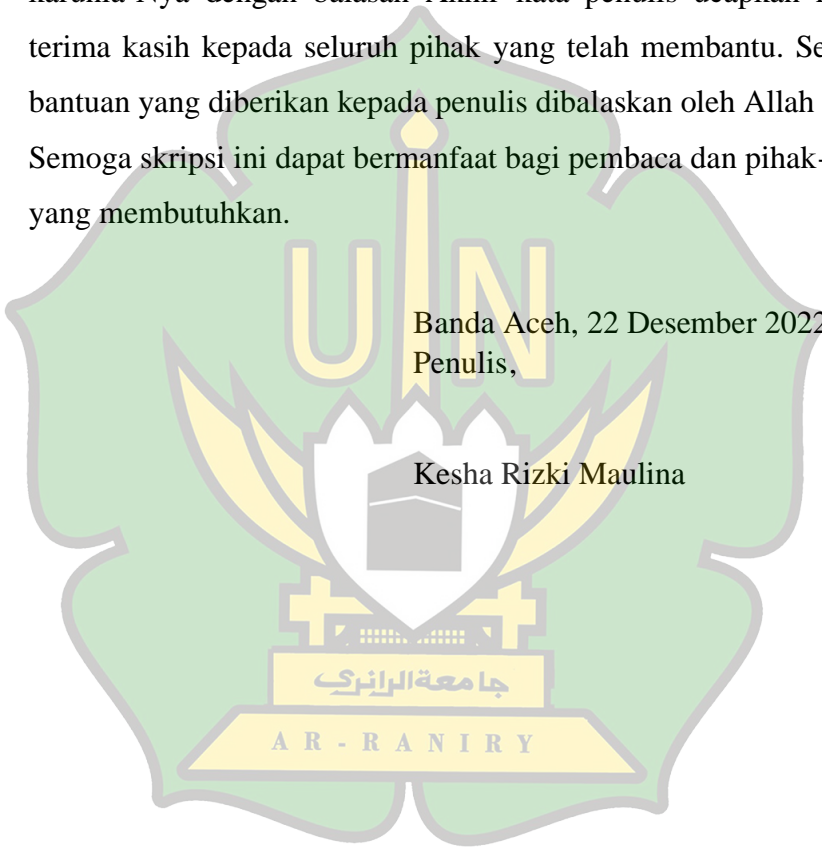 karunia-Nya dengan balasan Akhir kata penulis ucapkan
terima kasih kepada seluruh pihak yang telah membantu. Se
bantuan yang diberikan kepada penulis dibalaskan oleh Allah
Semoga skripsi ini dapat bermanfaat bagi pembaca dan pihak-
yang membutuhkan.
UIN
Banda Aceh, 22 Desember 2022
Penulis,
Kesha Rizki Maulina
جامعة الرانري
AR-RANIRY